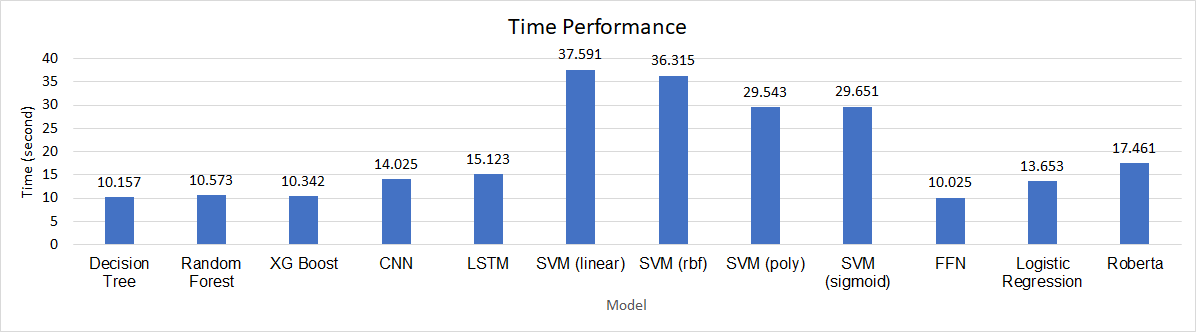 Time Performance
Time (second)
40
35
30
25
20
15
10
5
0
10.157
10.573
10.342
14.025
15.123
37.591
36.315
29.543
29.651
10.025
13.653
17.461
Decision
Tree
Random
Forest
XG Boost
CNN
LSTM
SVM (linear)
SVM (rbf)
SVM (poly)
SVM
(sigmoid)
FFN
Logistic
Regression
Roberta
Model